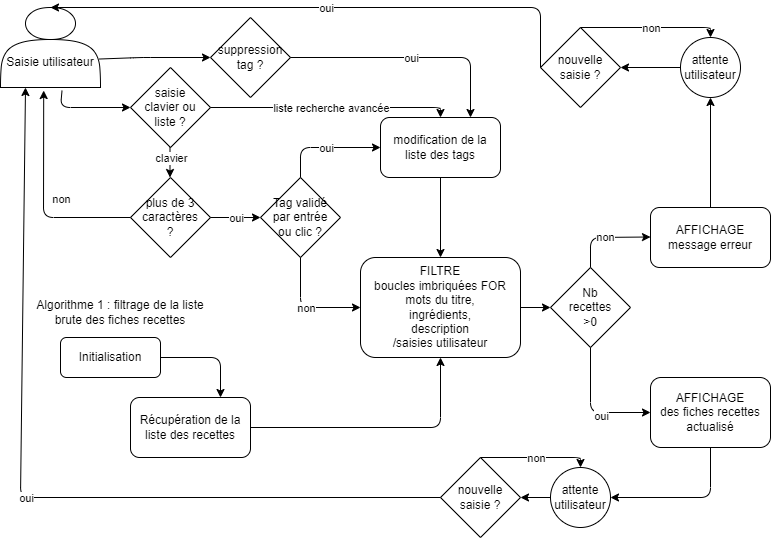 oui
Saisie utilisateur
suppression
tag ?
oui
nouvelle
saisie ?
non
attente
utilisateur
saisie
clavier ou
liste ?
liste recherche avancée
modification de la
liste des tags
clavier
oui
non
plus de 3
caractères
?
oui
Tag validé
par entrée
ou clic ?
non
FILTRE
boucles imbriquées FOR
mots du titre,
ingrédients,
description
/saisies utilisateur
non
AFFICHAGE
message erreur
Nb
recettes
>0
oui
AFFICHAGE
des fiches recettes
actualisé
Algorithme 1 : filtrage de la liste
brute des fiches recettes
Initialisation
Récupération de la
liste des recettes
non
nouvelle
saisie ?
attente
utilisateur
oui